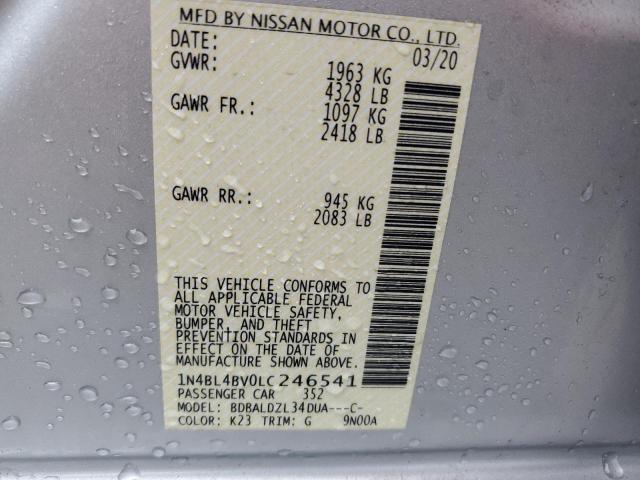 MFD BY NISSAN MOTOR CO., LTD.
DATE: 03/20
GVWR: 1963 KG
4328 LB
GAWR FR.: 1097 KG
2418 LB
GAWR RR.: 945 KG
2083 LB
THIS VEHICLE CONFORMS TO
ALL APPLICABLE FEDERAL
MOTOR VEHICLE SAFETY,
BUMPER, AND THEFT
PREVENTION STANDARDS IN
EFFECT ON THE DATE OF
MANUFACTURE SHOWN ABOVE.
1N4BL4BV0LC246541
PASSENGER CAR 352
MODEL: BDBALDZL34DUA---C-
COLOR: K23 TRIM: G 9N00A